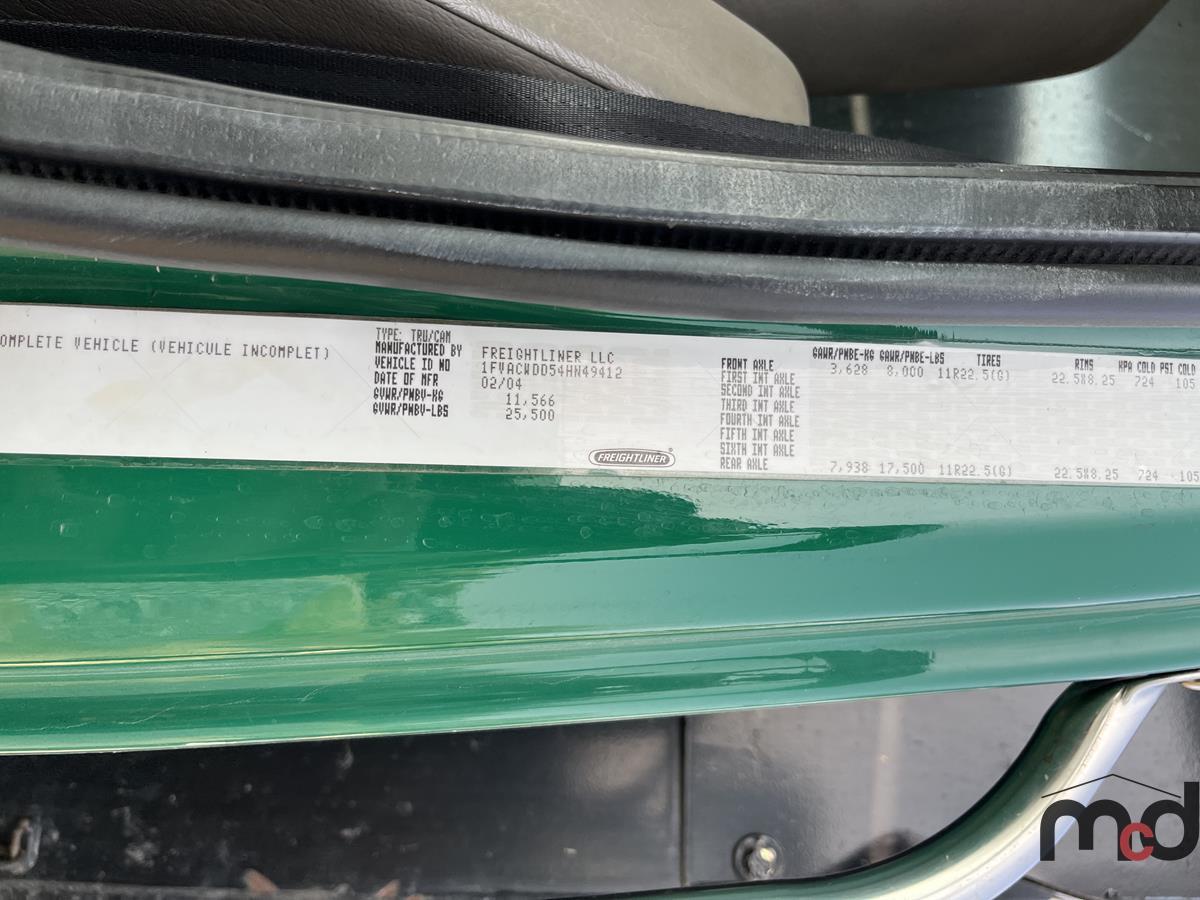 OMPLETE VEHICLE (VEHICULE INCOMPLET)
TYPE: TRU/CAM
MANUFACTURED BY FREIGHTLINER LLC
VEHICLE ID NO 1FVACWDD54HN49412
DATE OF MFR 02/04
GVWR/PNBV-KG 11,566
GVWR/PNBV-LBS 25,500
FREIGHTLINER
GAWR/PNBE-KG GAWR/PNBE-LBS TIRES RIMS KPA COLD PSI COLD
FRONT AXLE 3,628 8,000 11R22.5(G) 22.5X8.25 724 105
FIRST INT AXLE
SECOND INT AXLE
THIRD INT AXLE
FOURTH INT AXLE
FIFTH INT AXLE
SIXTH INT AXLE
REAR AXLE 7,938 17,500 11R22.5(G) 22.5X8.25 724 105
mcd